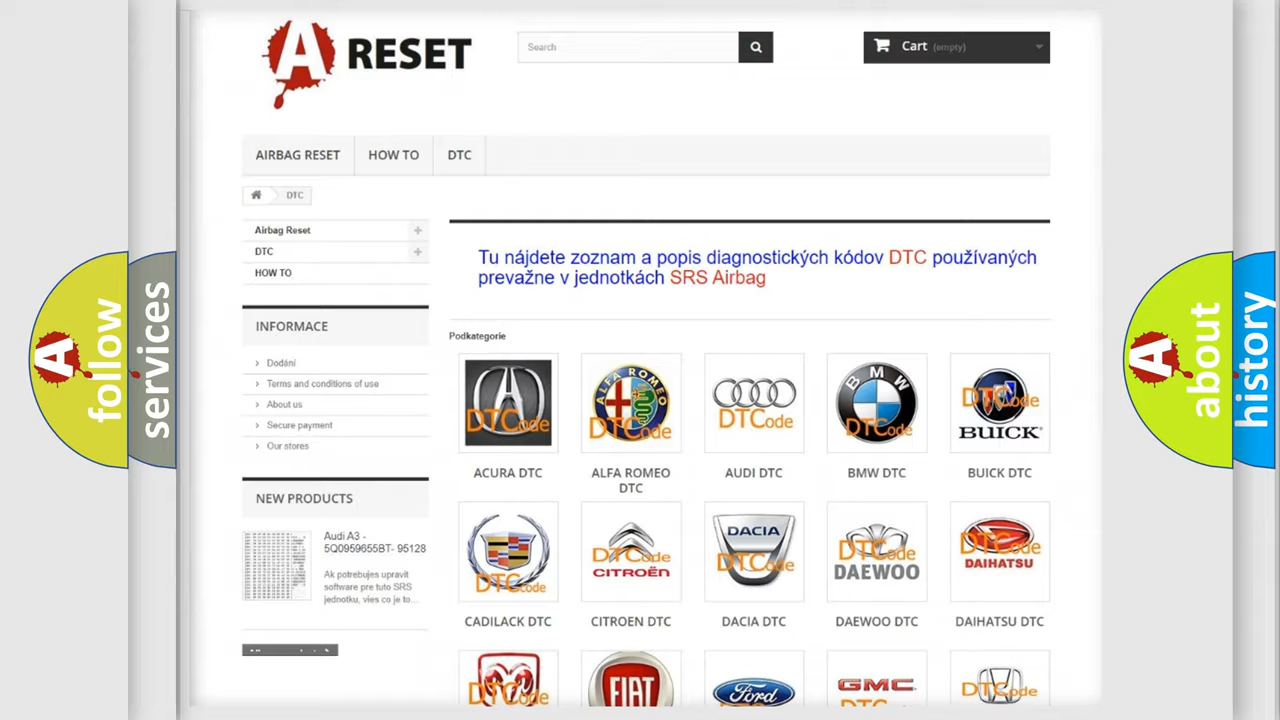 A RESET
Search
Cart (empty)
AIRBAG RESET
HOW TO
DTC
DTC
Airbag Reset
DTC
HOW TO
Tu nájdete zoznam a popis diagnostických kódov DTC používaných
prevažne v jednotkách SRS Airbag
INFORMACE
Dodání
Terms and conditions of use
About us
Secure payment
Our stores
NEW PRODUCTS
Audi A3 -
5Q0959655BT- 95128
Ak potrebujes upravit
software pre tuto SRS
jednotku, vies co je to...
Podkategorie
DTCode
ALFA ROMEO
DTCode
DTCode
BMW
DTCode
DTCode
BUICK
ACURA DTC
ALFA ROMEO
DTC
AUDI DTC
BMW DTC
BUICK DTC
DTCode
DTCode
CITROËN
DACIA
DTCode
DTCode
DAEWOO
DTCode
DAIHATSU
CADILACK DTC
CITROEN DTC
DACIA DTC
DAEWOO DTC
DAIHATSU DTC
DTCode
FIAT
Ford
GMC
DTCode
A follow
services
A about
history